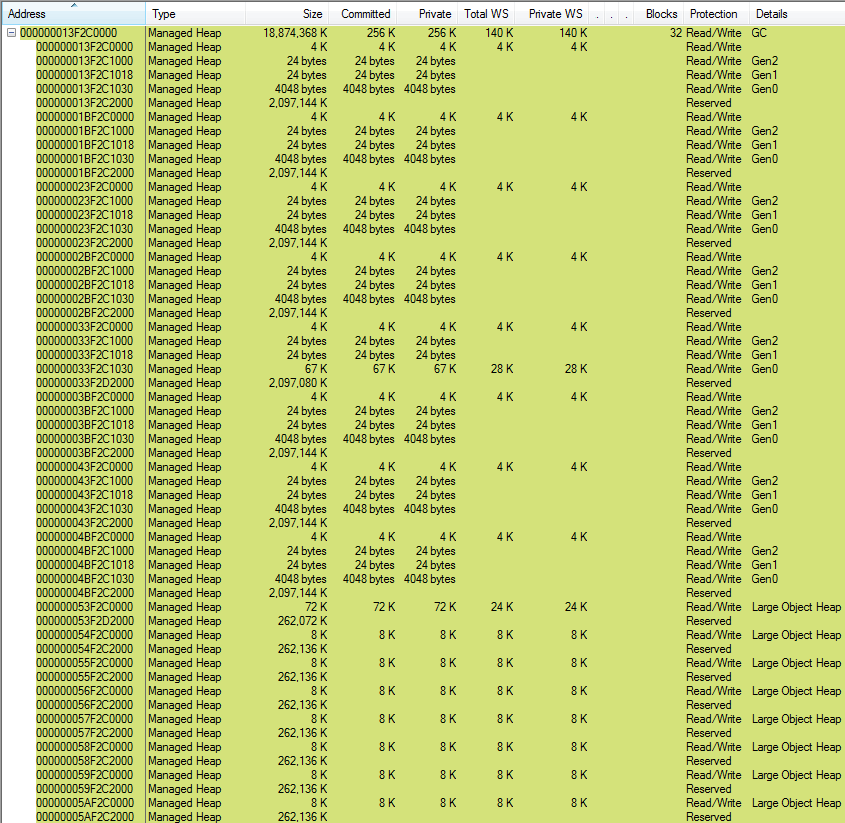 Address Type Size Committed Private Total WS Private WS . . . Blocks Protection Details
000000013F2C0000 Managed Heap 18,874,368 K 256 K 256 K 140 K 140 K 32 Read/Write GC
000000013F2C0000 Managed Heap 4 K 4 K 4 K 4 K 4 K Read/Write
000000013F2C1000 Managed Heap 24 bytes 24 bytes 24 bytes Read/Write Gen2
000000013F2C1018 Managed Heap 24 bytes 24 bytes 24 bytes Read/Write Gen1
000000013F2C1030 Managed Heap 4048 bytes 4048 bytes 4048 bytes Read/Write Gen0
000000013F2C2000 Managed Heap 2,097,144 K Reserved
00000001BF2C0000 Managed Heap 4 K 4 K 4 K 4 K 4 K Read/Write
00000001BF2C1000 Managed Heap 24 bytes 24 bytes 24 bytes Read/Write Gen2
00000001BF2C1018 Managed Heap 24 bytes 24 bytes 24 bytes Read/Write Gen1
00000001BF2C1030 Managed Heap 4048 bytes 4048 bytes 4048 bytes Read/Write Gen0
00000001BF2C2000 Managed Heap 2,097,144 K Reserved
000000023F2C0000 Managed Heap 4 K 4 K 4 K 4 K 4 K Read/Write
000000023F2C1000 Managed Heap 24 bytes 24 bytes 24 bytes Read/Write Gen2
000000023F2C1018 Managed Heap 24 bytes 24 bytes 24 bytes Read/Write Gen1
000000023F2C1030 Managed Heap 4048 bytes 4048 bytes 4048 bytes Read/Write Gen0
000000023F2C2000 Managed Heap 2,097,144 K Reserved
00000002BF2C0000 Managed Heap 4 K 4 K 4 K 4 K 4 K Read/Write
00000002BF2C1000 Managed Heap 24 bytes 24 bytes 24 bytes Read/Write Gen2
00000002BF2C1018 Managed Heap 24 bytes 24 bytes 24 bytes Read/Write Gen1
00000002BF2C1030 Managed Heap 4048 bytes 4048 bytes 4048 bytes Read/Write Gen0
00000002BF2C2000 Managed Heap 2,097,144 K Reserved
000000033F2C0000 Managed Heap 4 K 4 K 4 K 4 K 4 K Read/Write
000000033F2C1000 Managed Heap 24 bytes 24 bytes 24 bytes Read/Write Gen2
000000033F2C1018 Managed Heap 24 bytes 24 bytes 24 bytes Read/Write Gen1
000000033F2C1030 Managed Heap 67 K 67 K 67 K 28 K 28 K Read/Write Gen0
000000033F2D2000 Managed Heap 2,097,080 K Reserved
00000003BF2C0000 Managed Heap 4 K 4 K 4 K 4 K 4 K Read/Write
00000003BF2C1000 Managed Heap 24 bytes 24 bytes 24 bytes Read/Write Gen2
00000003BF2C1018 Managed Heap 24 bytes 24 bytes 24 bytes Read/Write Gen1
00000003BF2C1030 Managed Heap 4048 bytes 4048 bytes 4048 bytes Read/Write Gen0
00000003BF2C2000 Managed Heap 2,097,144 K Reserved
000000043F2C0000 Managed Heap 4 K 4 K 4 K 4 K 4 K Read/Write
000000043F2C1000 Managed Heap 24 bytes 24 bytes 24 bytes Read/Write Gen2
000000043F2C1018 Managed Heap 24 bytes 24 bytes 24 bytes Read/Write Gen1
000000043F2C1030 Managed Heap 4048 bytes 4048 bytes 4048 bytes Read/Write Gen0
000000043F2C2000 Managed Heap 2,097,144 K Reserved
00000004BF2C0000 Managed Heap 4 K 4 K 4 K 4 K 4 K Read/Write
00000004BF2C1000 Managed Heap 24 bytes 24 bytes 24 bytes Read/Write Gen2
00000004BF2C1018 Managed Heap 24 bytes 24 bytes 24 bytes Read/Write Gen1
00000004BF2C1030 Managed Heap 4048 bytes 4048 bytes 4048 bytes Read/Write Gen0
00000004BF2C2000 Managed Heap 2,097,144 K Reserved
000000053F2C0000 Managed Heap 72 K 72 K 72 K 24 K 24 K Read/Write Large Object Heap
000000053F2D2000 Managed Heap 262,072 K Reserved
000000054F2C0000 Managed Heap 8 K 8 K 8 K 8 K 8 K Read/Write Large Object Heap
000000054F2C2000 Managed Heap 262,136 K Reserved
000000055F2C0000 Managed Heap 8 K 8 K 8 K 8 K 8 K Read/Write Large Object Heap
000000055F2C2000 Managed Heap 262,136 K Reserved
000000056F2C0000 Managed Heap 8 K 8 K 8 K 8 K 8 K Read/Write Large Object Heap
000000056F2C2000 Managed Heap 262,136 K Reserved
000000057F2C0000 Managed Heap 8 K 8 K 8 K 8 K 8 K Read/Write Large Object Heap
000000057F2C2000 Managed Heap 262,136 K Reserved
000000058F2C0000 Managed Heap 8 K 8 K 8 K 8 K 8 K Read/Write Large Object Heap
000000058F2C2000 Managed Heap 262,136 K Reserved
000000059F2C0000 Managed Heap 8 K 8 K 8 K 8 K 8 K Read/Write Large Object Heap
000000059F2C2000 Managed Heap 262,136 K Reserved
00000005AF2C0000 Managed Heap 8 K 8 K 8 K 8 K 8 K Read/Write Large Object Heap
00000005AF2C2000 Managed Heap 262,136 K Reserved